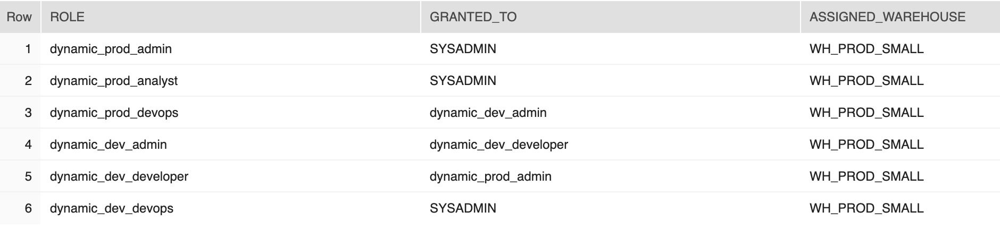 Row ROLE GRANTED_TO ASSIGNED_WAREHOUSE
1 dynamic_prod_admin SYSADMIN WH_PROD_SMALL
2 dynamic_prod_analyst SYSADMIN WH_PROD_SMALL
3 dynamic_prod_devops dynamic_dev_admin WH_PROD_SMALL
4 dynamic_dev_admin dynamic_dev_developer WH_PROD_SMALL
5 dynamic_dev_developer dynamic_prod_admin WH_PROD_SMALL
6 dynamic_dev_devops SYSADMIN WH_PROD_SMALL